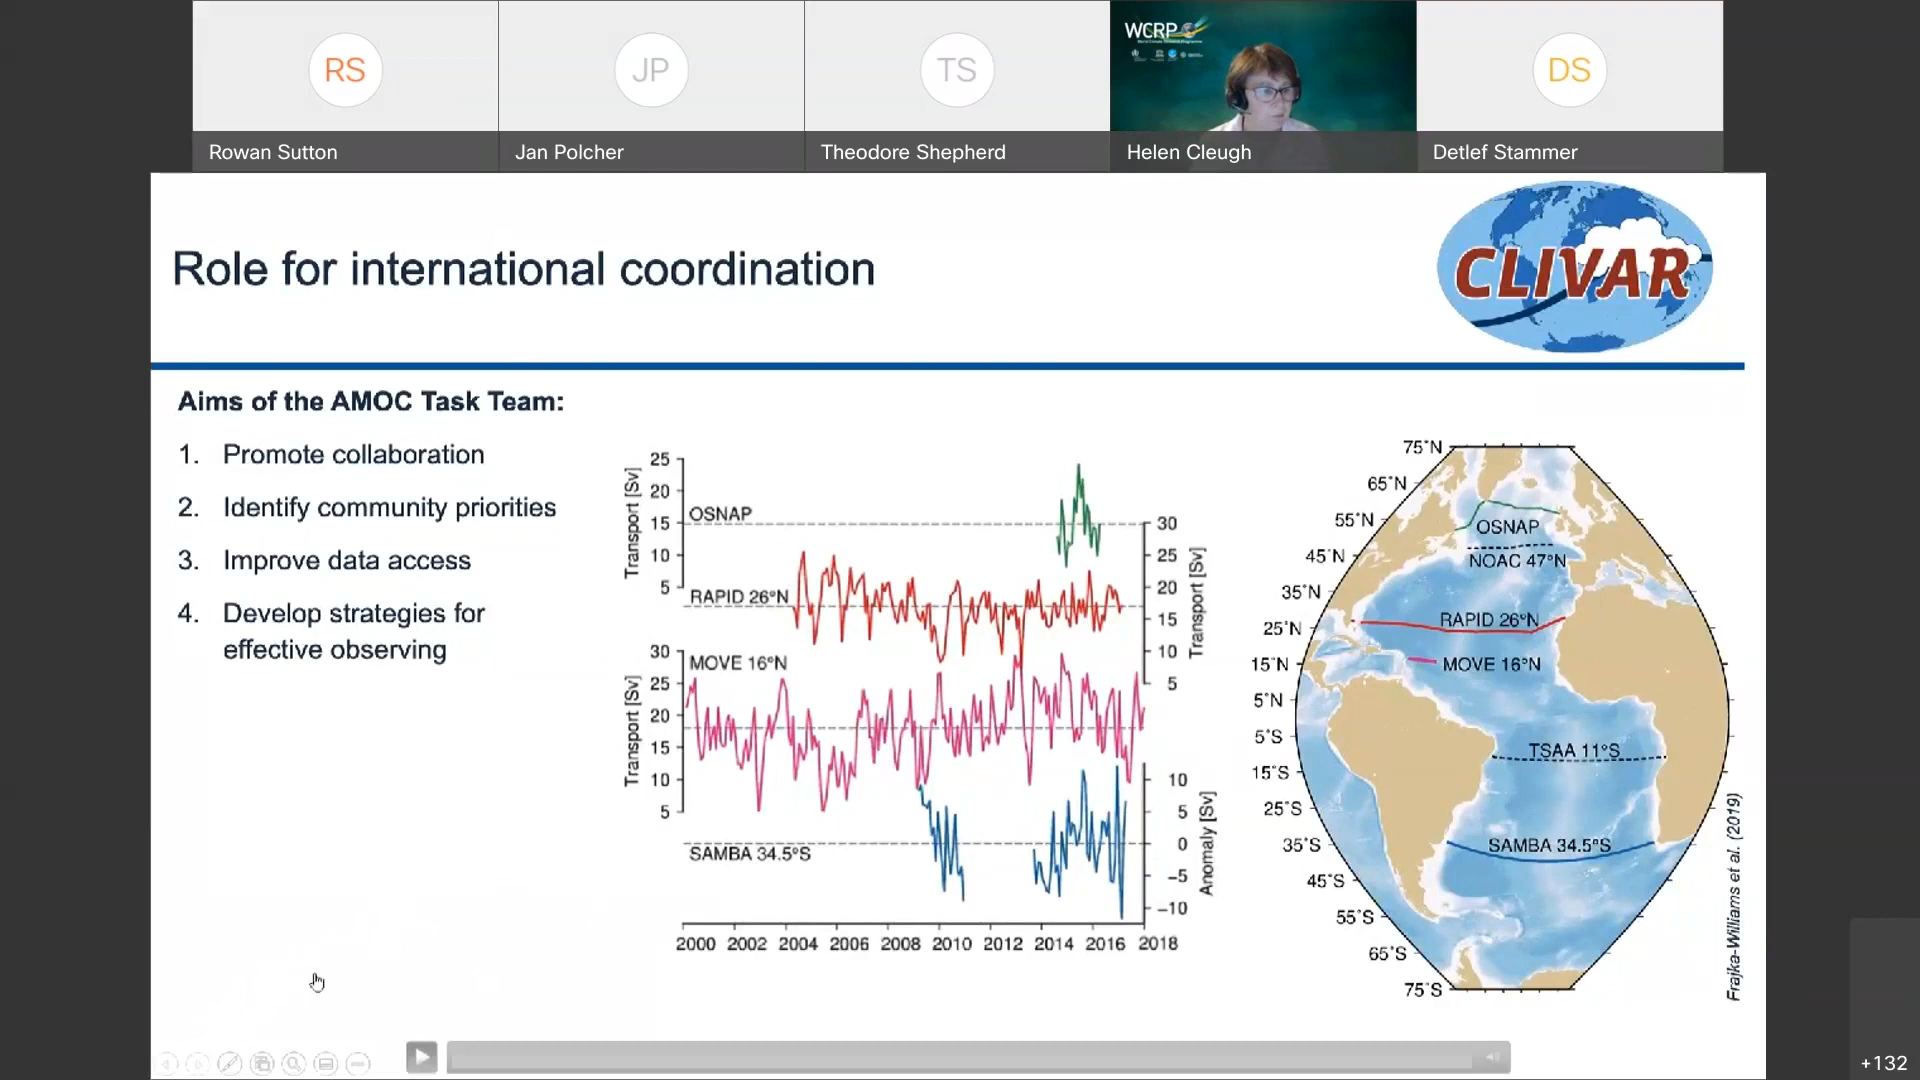 RS
JP
TS
WCRP
DS
Rowan Sutton
Jan Polcher
Theodore Shepherd
Helen Cleugh
Detlef Stammer
Role for international coordination
CLIVAR
Aims of the AMOC Task Team:
1. Promote collaboration
2. Identify community priorities
3. Improve data access
4. Develop strategies for
effective observing
25
20
15
10
5
Transport [Sv]
OSNAP
30
25
20
15
10
5
Transport [Sv]
RAPID 26°N
30
25
20
15
10
5
Transport [Sv]
MOVE 16°N
10
5
0
−5
−10
Anomaly [Sv]
SAMBA 34.5°S
2000 2002 2004 2006 2008 2010 2012 2014 2016 2018
75°N
65°N
55°N
45°N
35°N
25°N
15°N
5°N
5°S
15°S
25°S
35°S
45°S
55°S
65°S
75°S
OSNAP
NOAC 47°N
RAPID 26°N
MOVE 16°N
TSAA 11°S
SAMBA 34.5°S
Frajka-Williams et al. (2019)
+132